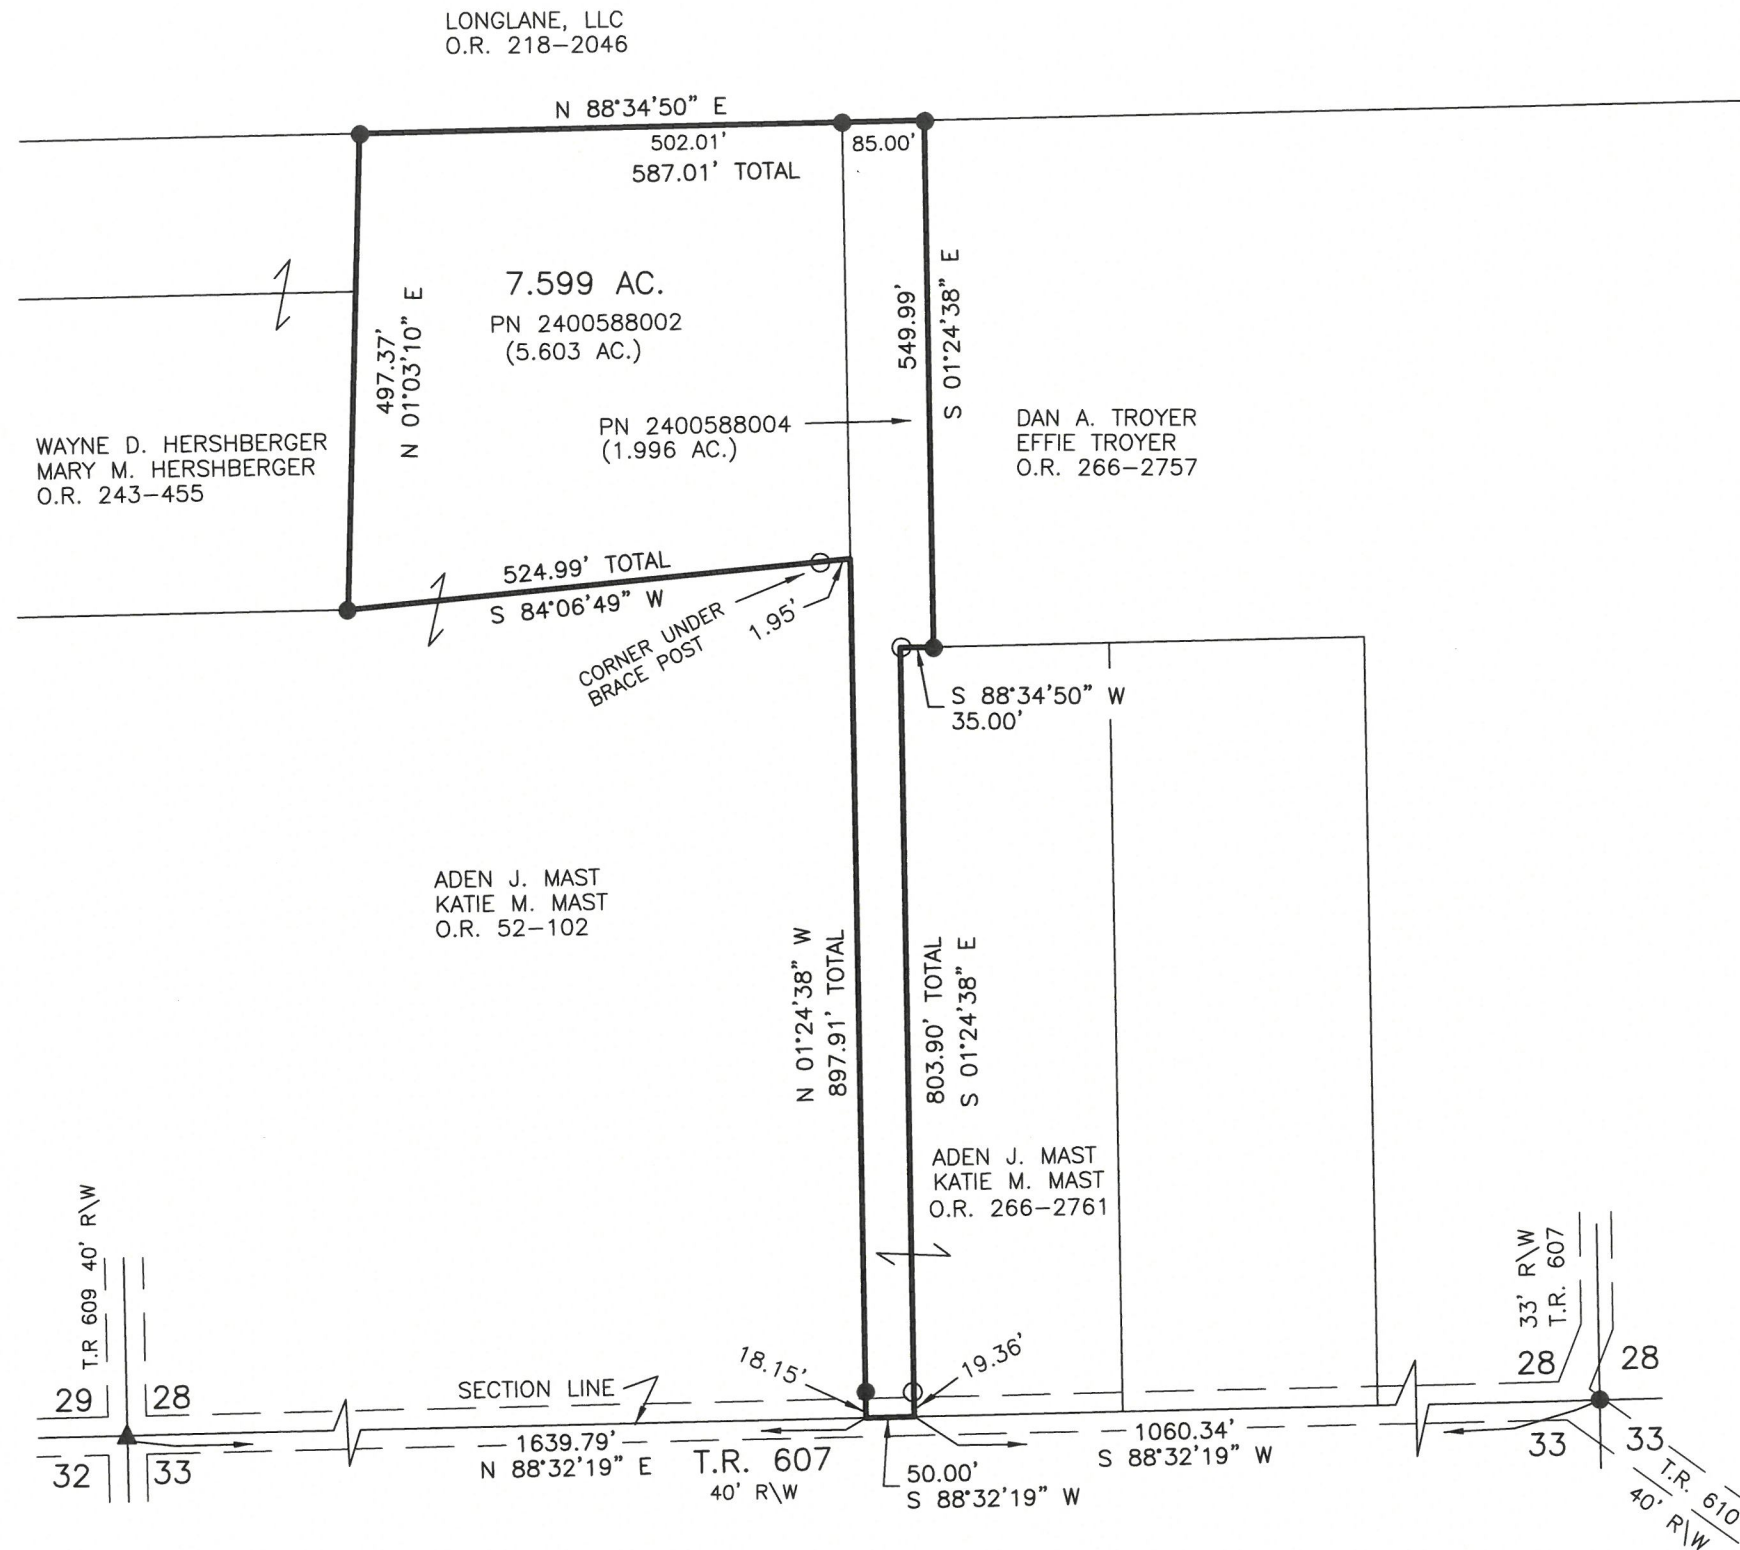 LONGLANE, LLC
O.R. 218-2046
N 88°34'50" E
502.01'
85.00'
587.01' TOTAL
7.599 AC.
PN 2400588002
(5.603 AC.)
497.37'
N 01°03'10" E
549.99'
S 01°24'38" E
PN 2400588004
(1.996 AC.)
WAYNE D. HERSHBERGER
MARY M. HERSHBERGER
O.R. 243-455
DAN A. TROYER
EFFIE TROYER
O.R. 266-2757
524.99' TOTAL
S 84°06'49" W
CORNER UNDER
BRACE POST
1.95'
S 88°34'50" W
35.00'
ADEN J. MAST
KATIE M. MAST
O.R. 52-102
N 01°24'38" W
897.91' TOTAL
803.90' TOTAL
S 01°24'38" E
ADEN J. MAST
KATIE M. MAST
O.R. 266-2761
T.R 609 40' R\W
33' R\W
T.R. 607
18.15'
19.36'
SECTION LINE
29
28
28
28
32
33
33
33
1639.79'
N 88°32'19" E
T.R. 607
40' R\W
50.00'
S 88°32'19" W
1060.34'
S 88°32'19" W
T.R. 610
40' R\W